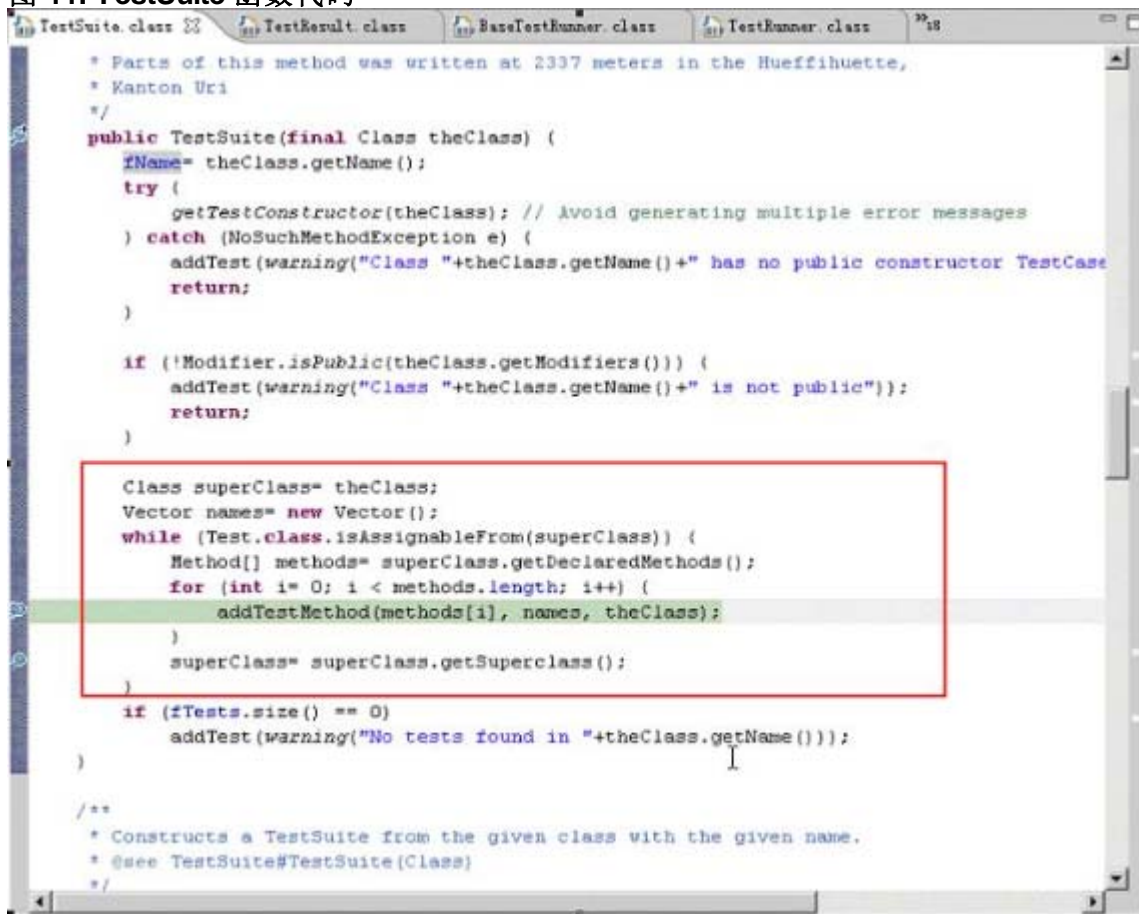 TestSuite 函数代码
TestSuite.class TestResult.class BaseTestRunner.class TestRunner.class »18
* Parts of this method was written at 2337 meters in the Hueffihuette,
* Kanton Uri
*/
public TestSuite(final Class theClass) {
fName= theClass.getName();
try {
getTestConstructor(theClass); // Avoid generating multiple error messages
} catch (NoSuchMethodException e) {
addTest(warning("Class "+theClass.getName()+" has no public constructor TestCase
return;
}
if (!Modifier.isPublic(theClass.getModifiers())) {
addTest(warning("Class "+theClass.getName()+" is not public"));
return;
}
Class superClass= theClass;
Vector names= new Vector();
while (Test.class.isAssignableFrom(superClass)) {
Method[] methods= superClass.getDeclaredMethods();
for (int i= 0; i < methods.length; i++) {
addTestMethod(methods[i], names, theClass);
}
superClass= superClass.getSuperclass();
}
if (fTests.size() == 0)
addTest(warning("No tests found in "+theClass.getName()));
}
/**
* Constructs a TestSuite from the given class with the given name.
* @see TestSuite#TestSuite(Class)
*/